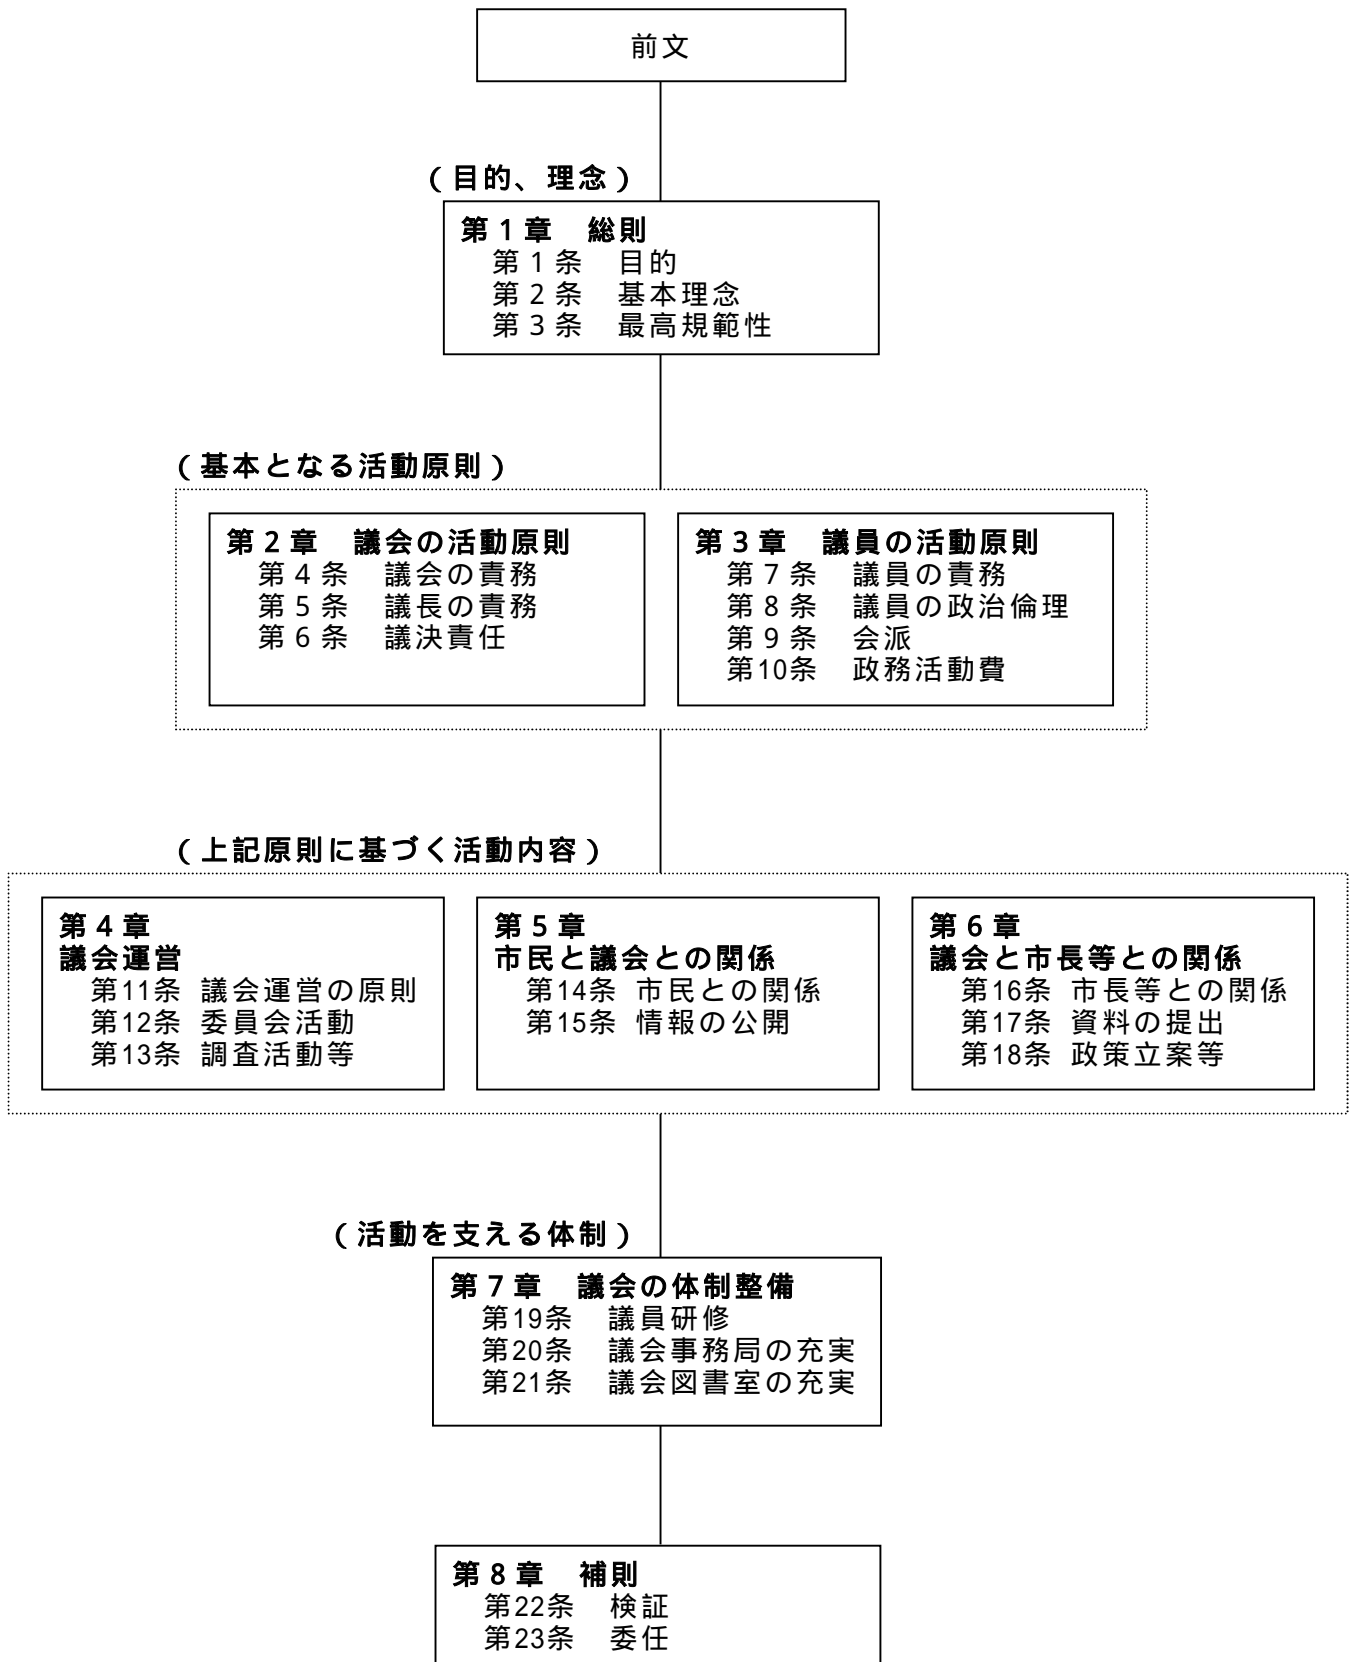 前文
（目的、理念）
第１章　総則
第１条　目的
第２条　基本理念
第３条　最高規範性
（基本となる活動原則）
第２章　議会の活動原則
第４条　議会の責務
第５条　議長の責務
第６条　議決責任
第３章　議員の活動原則
第７条　議員の責務
第８条　議員の政治倫理
第９条　会派
第10条　政務活動費
（上記原則に基づく活動内容）
第４章
議会運営
第11条 議会運営の原則
第12条 委員会活動
第13条 調査活動等
第５章
市民と議会との関係
第14条 市民との関係
第15条 情報の公開
第６章
議会と市長等との関係
第16条 市長等との関係
第17条 資料の提出
第18条 政策立案等
（活動を支える体制）
第７章　議会の体制整備
第19条　議員研修
第20条　議会事務局の充実
第21条　議会図書室の充実
第８章　補則
第22条　検証
第23条　委任